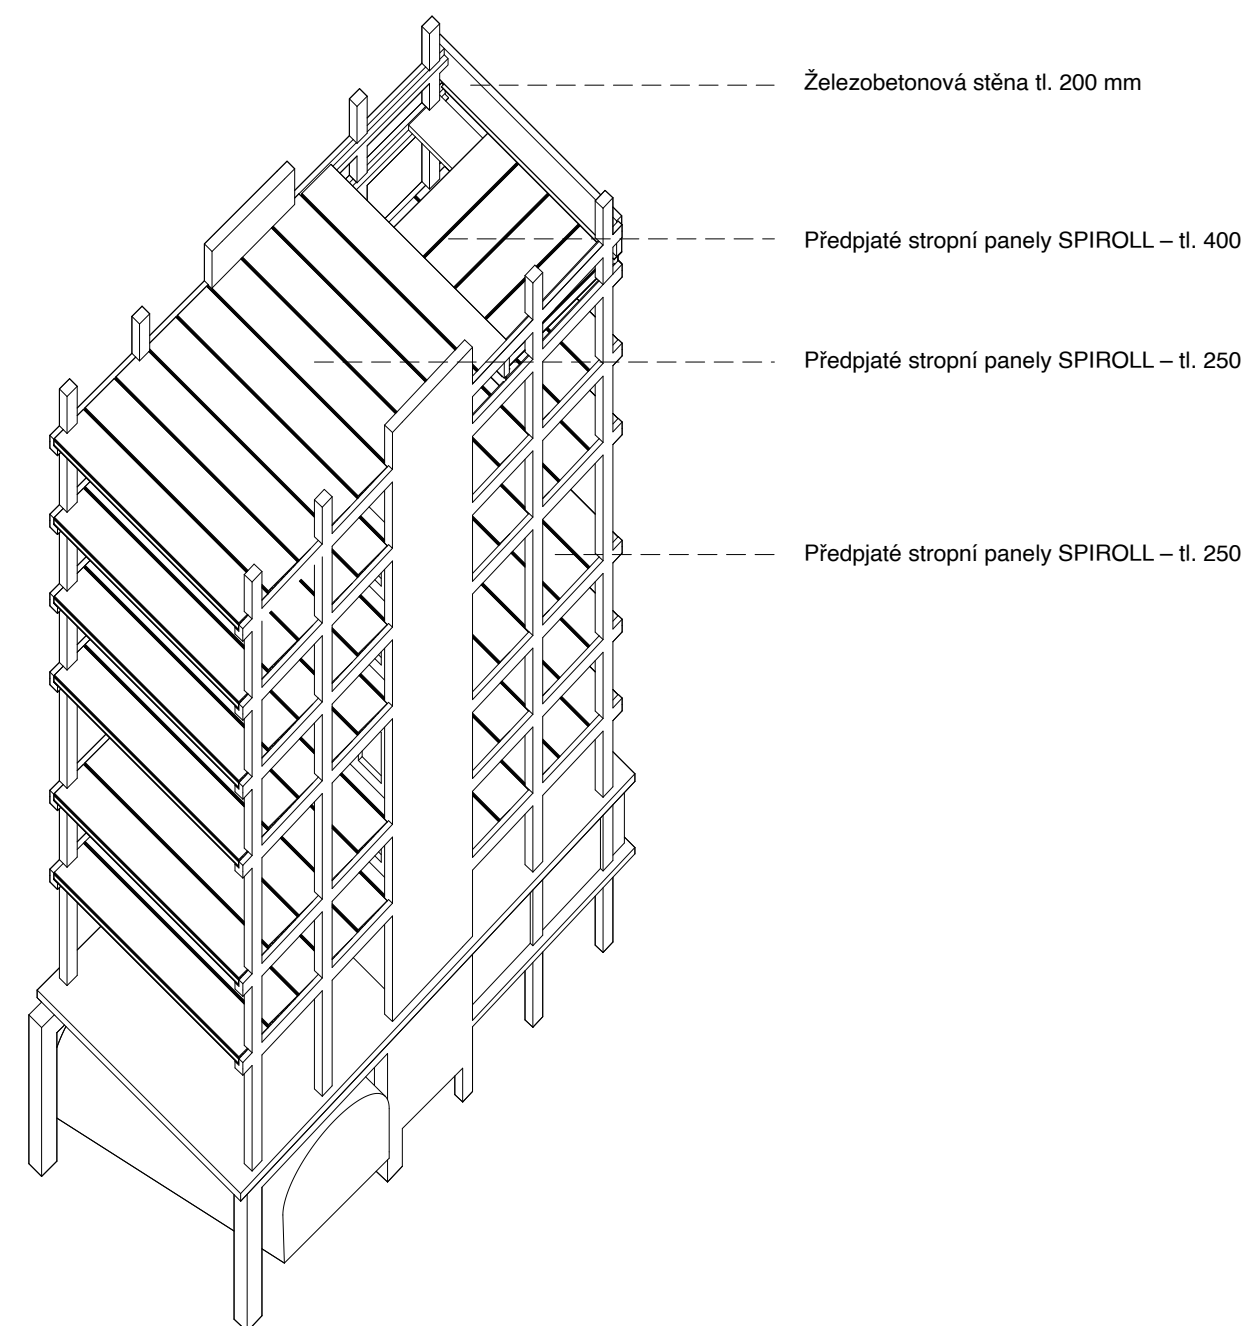 Železobetonová stěna tl. 200 mm
Předpjaté stropní panely SPIROLL – tl. 400
Předpjaté stropní panely SPIROLL – tl. 250
Předpjaté stropní panely SPIROLL – tl. 250